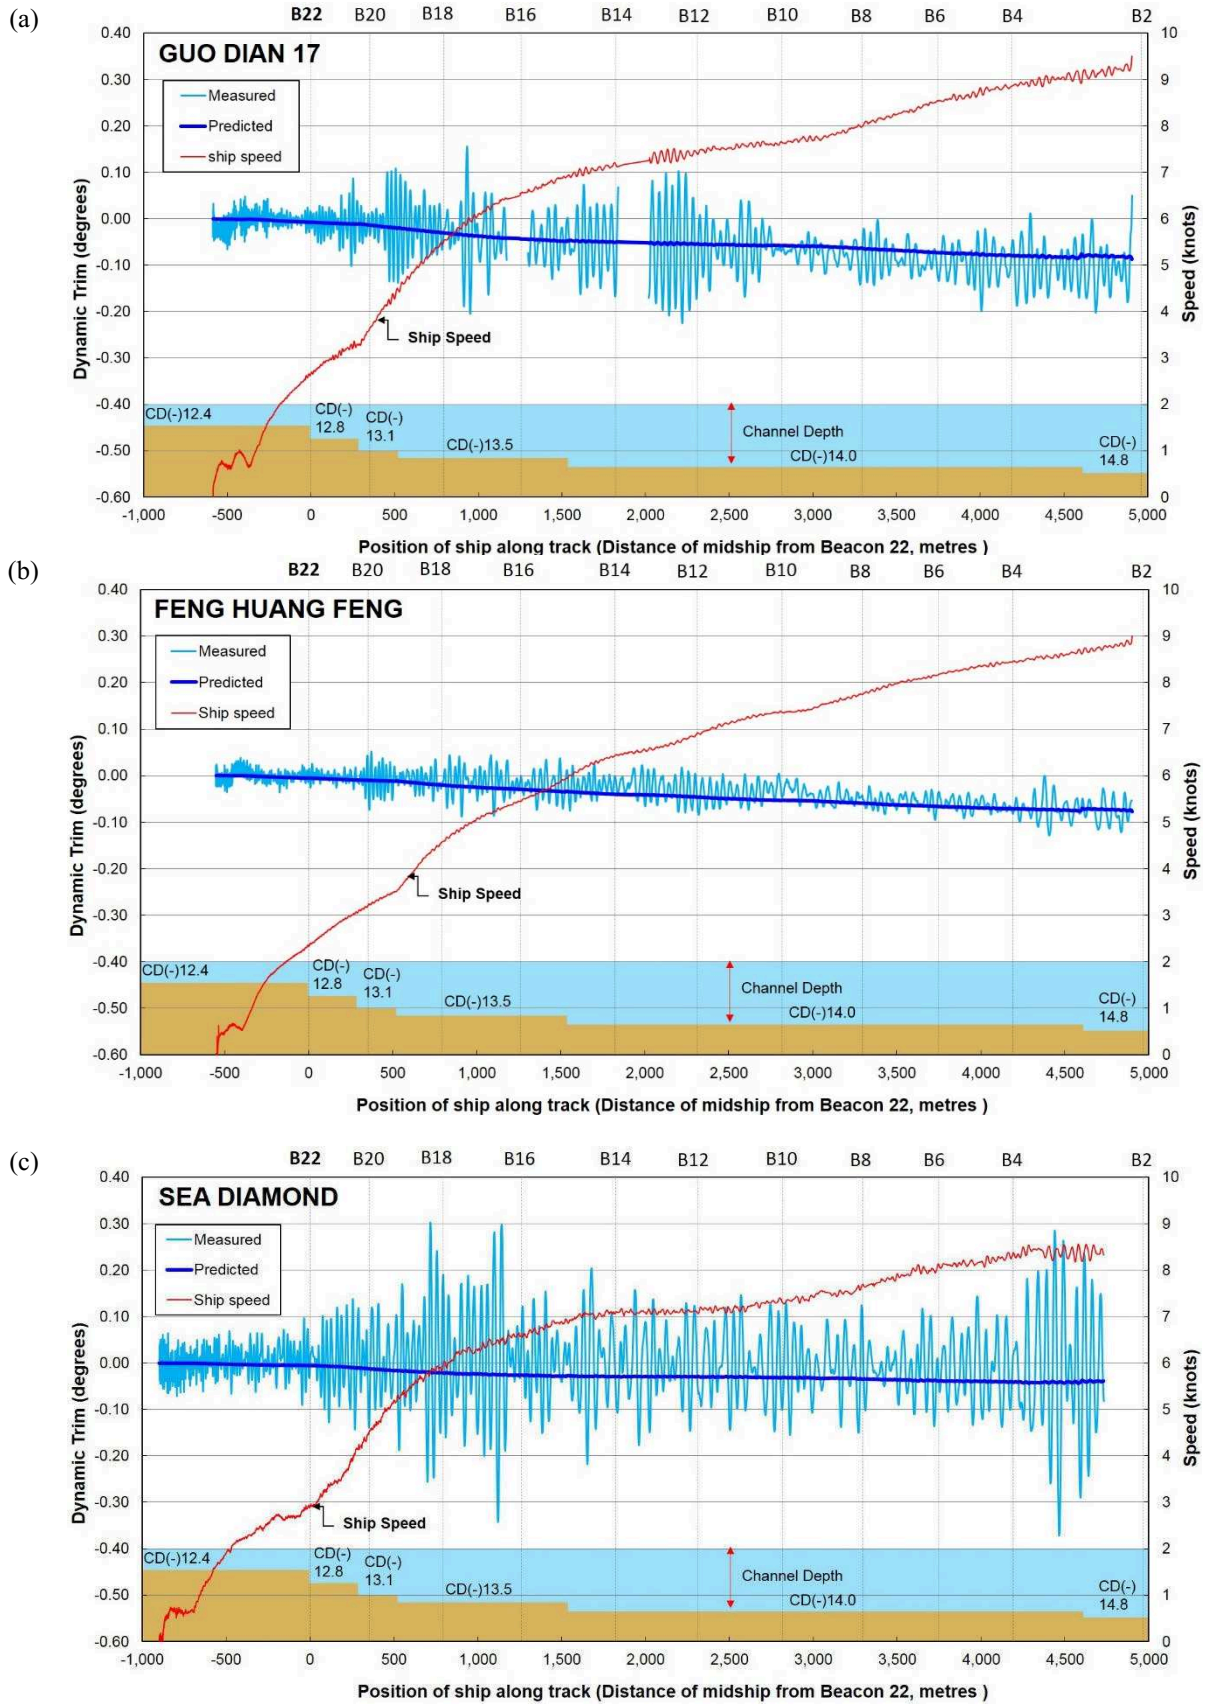 (a)
B22 B20 B18 B16 B14 B12 B10 B8 B6 B4 B2
GUO DIAN 17
Measured
Predicted
ship speed
Dynamic Trim (degrees)
0.40
0.30
0.20
0.10
0.00
-0.10
-0.20
-0.30
-0.40
-0.50
-0.60
Speed (knots)
10
9
8
7
6
5
4
3
2
1
0
Ship Speed
CD(-)12.4
CD(-)
12.8
CD(-)
13.1
CD(-)13.5
Channel Depth
CD(-)14.0
CD(-)
14.8
-1,000 -500 0 500 1,000 1,500 2,000 2,500 3,000 3,500 4,000 4,500 5,000
Position of ship along track (Distance of midship from Beacon 22, metres )
(b)
B22 B20 B18 B16 B14 B12 B10 B8 B6 B4 B2
FENG HUANG FENG
Measured
Predicted
Ship speed
Dynamic Trim (degrees)
0.40
0.30
0.20
0.10
0.00
-0.10
-0.20
-0.30
-0.40
-0.50
-0.60
Speed (knots)
10
9
8
7
6
5
4
3
2
1
0
Ship Speed
CD(-)12.4
CD(-)
12.8
CD(-)
13.1
CD(-)13.5
Channel Depth
CD(-)14.0
CD(-)
14.8
-1,000 -500 0 500 1,000 1,500 2,000 2,500 3,000 3,500 4,000 4,500 5,000
Position of ship along track (Distance of midship from Beacon 22, metres )
(c)
B22 B20 B18 B16 B14 B12 B10 B8 B6 B4 B2
SEA DIAMOND
Measured
Predicted
Ship speed
Dynamic Trim (degrees)
0.40
0.30
0.20
0.10
0.00
-0.10
-0.20
-0.30
-0.40
-0.50
-0.60
Speed (knots)
10
9
8
7
6
5
4
3
2
1
0
Ship Speed
CD(-)12.4
CD(-)
12.8
CD(-)
13.1
CD(-)13.5
Channel Depth
CD(-)14.0
CD(-)
14.8
-1,000 -500 0 500 1,000 1,500 2,000 2,500 3,000 3,500 4,000 4,500 5,000
Position of ship along track (Distance of midship from Beacon 22, metres )